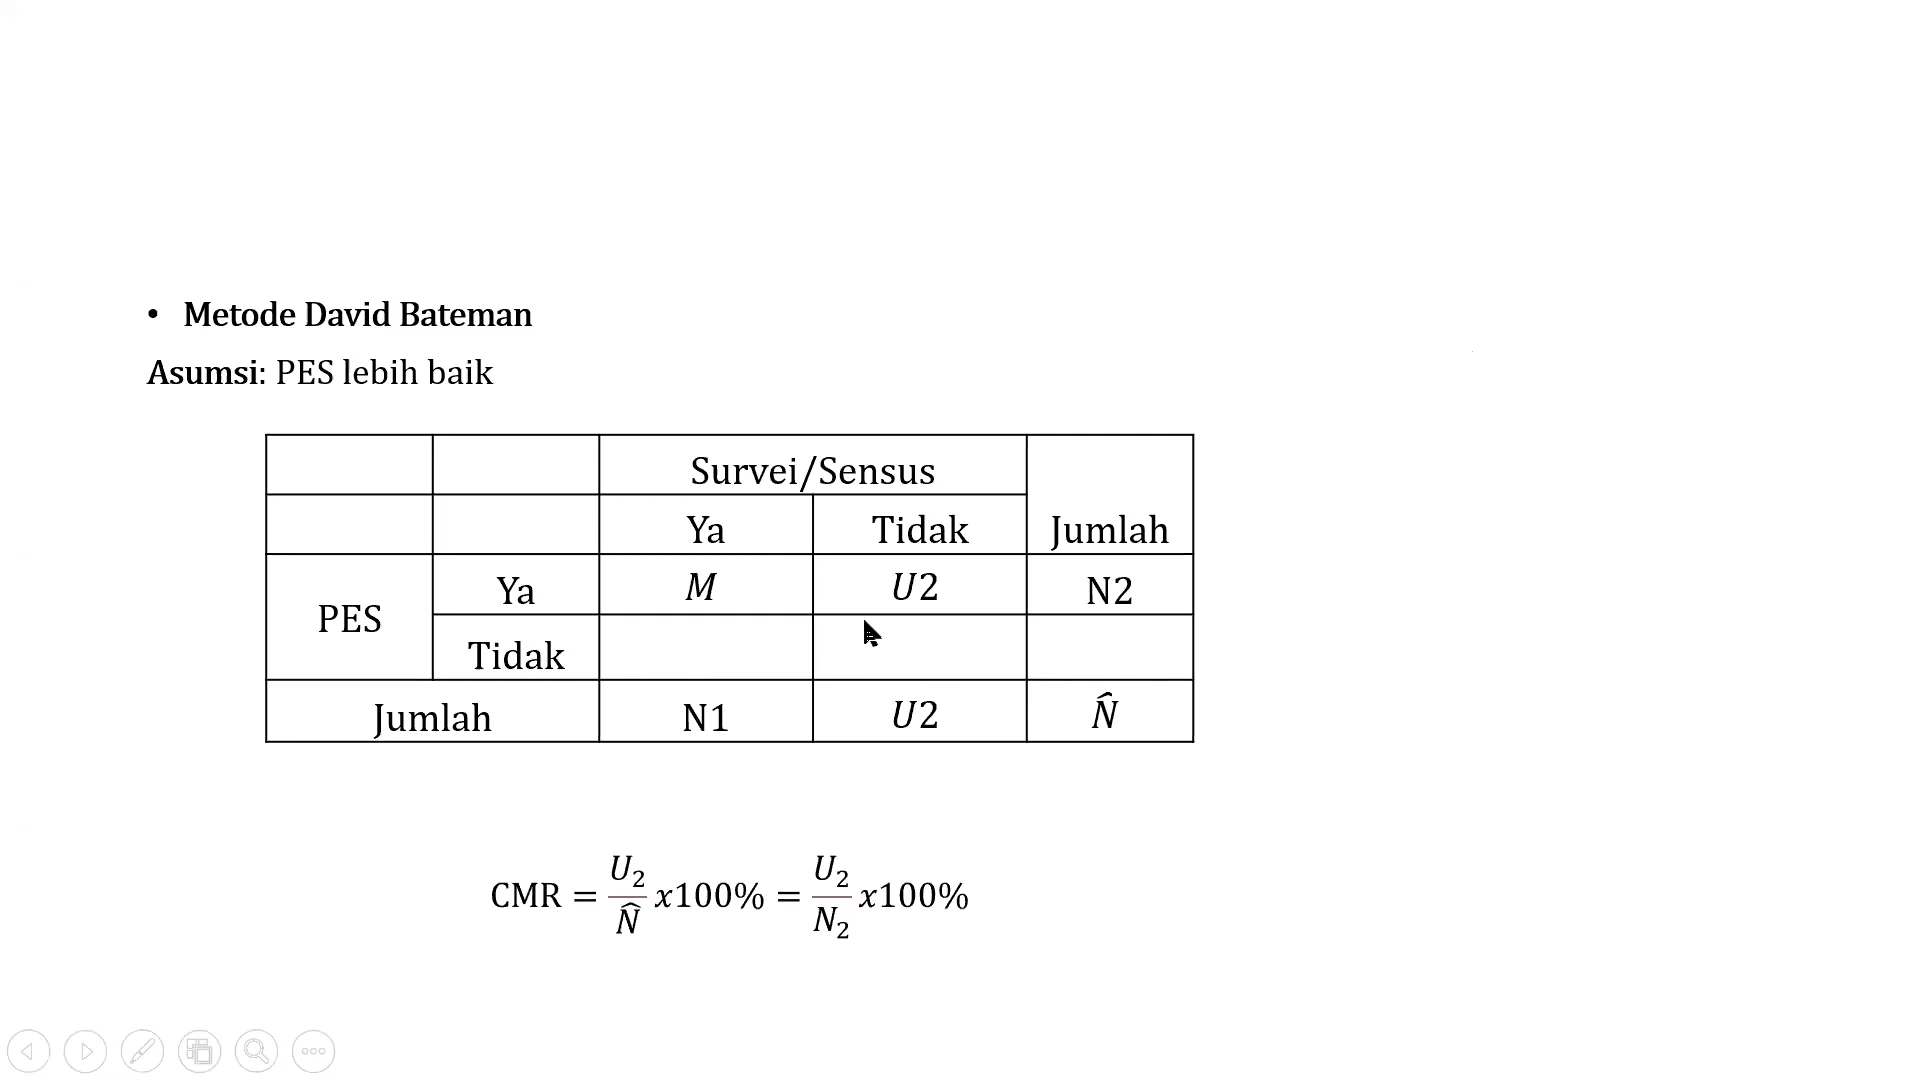 • Metode David Bateman
Asumsi: PES lebih baik
Survei/Sensus
Ya Tidak Jumlah
PES Ya M U2 N2
Tidak
Jumlah N1 U2 N̂
CMR = U₂/N̂ x100% = U₂/N₂ x100%